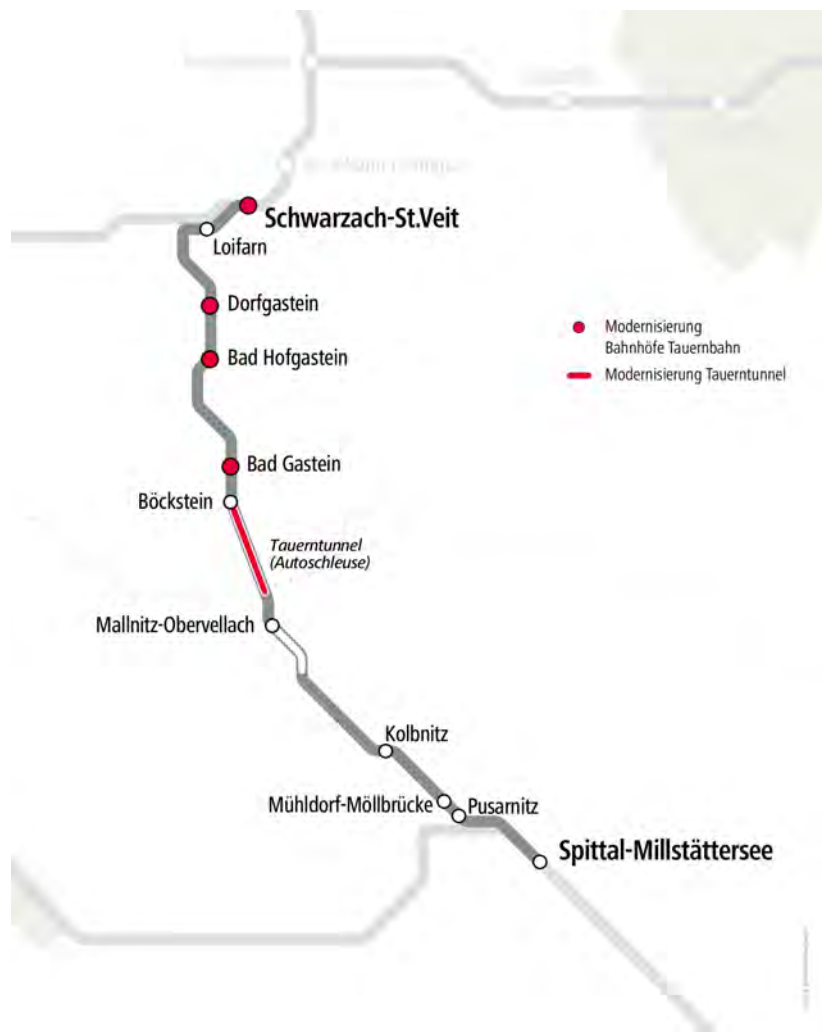 Schwarzach-St.Veit
Loifarn
Dorfgastein
Modernisierung
Bahnhöfe Tauernbahn
Bad Hofgastein
Modernisierung Tauerntunnel
Bad Gastein
Böckstein
Tauerntunnel
(Autoschleuse)
Mallnitz-Obervellach
Kolbnitz
Mühldorf-Möllbrücke
Pusarnitz
Spittal-Millstättersee